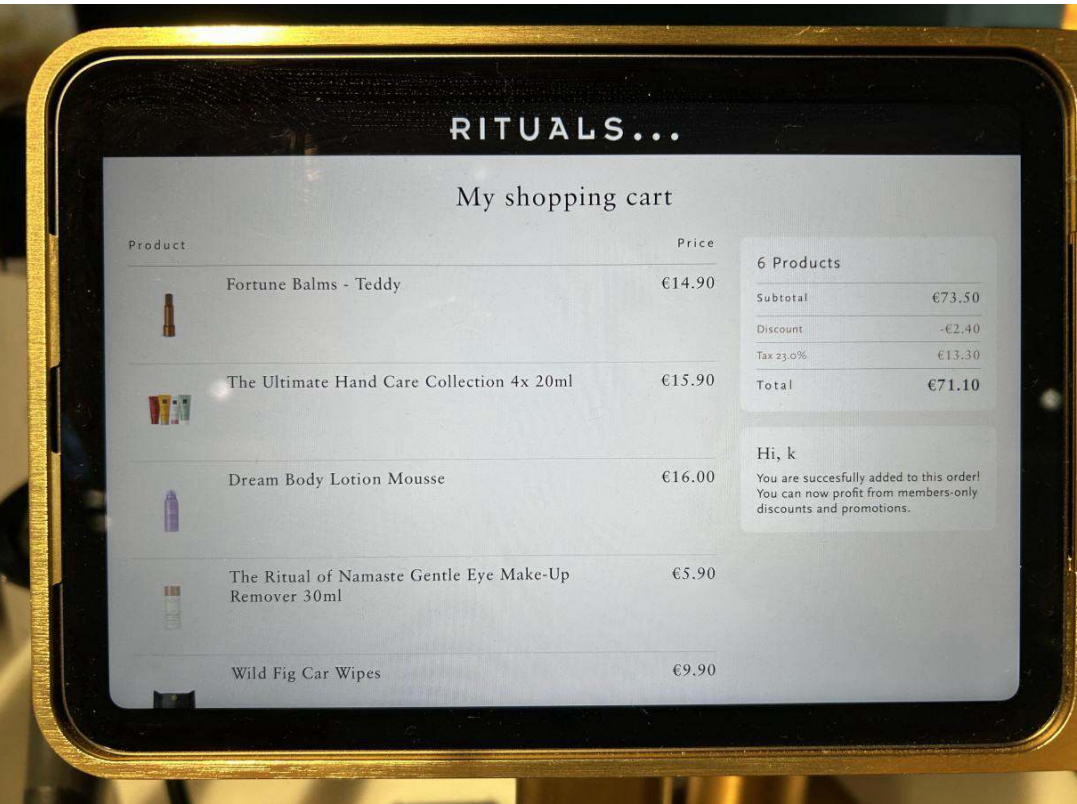 RITUALS...
My shopping cart
Product Price
Fortune Balms - Teddy €14.90
The Ultimate Hand Care Collection 4x 20ml €15.90
Dream Body Lotion Mousse €16.00
The Ritual of Namaste Gentle Eye Make-Up €5.90
Remover 30ml
Wild Fig Car Wipes €9.90
6 Products
Subtotal €73.50
Discount -€2.40
Tax 23.0% €13.30
Total €71.10
Hi, k
You are succesfully added to this order!
You can now profit from members-only
discounts and promotions.